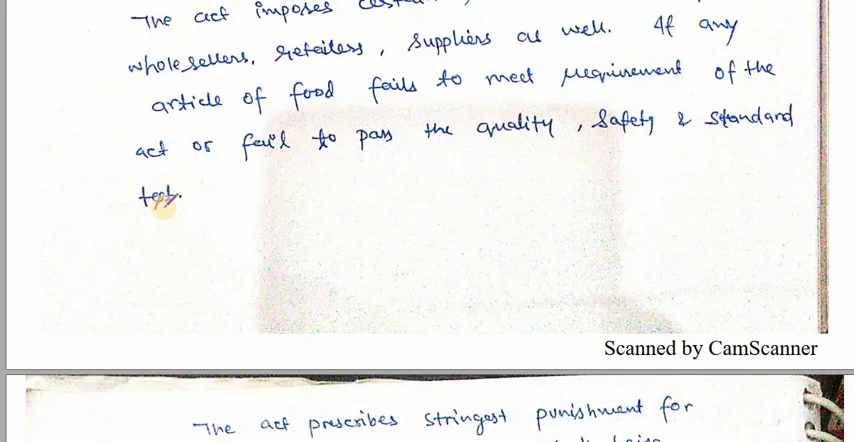 The act imposes
wholesellers, retailers, suppliers as well. If any
article of food fails to meet requirement of the
act or fail to pass the quality, safety & standard
test.
Scanned by CamScanner
The act prescribes stringest punishment for